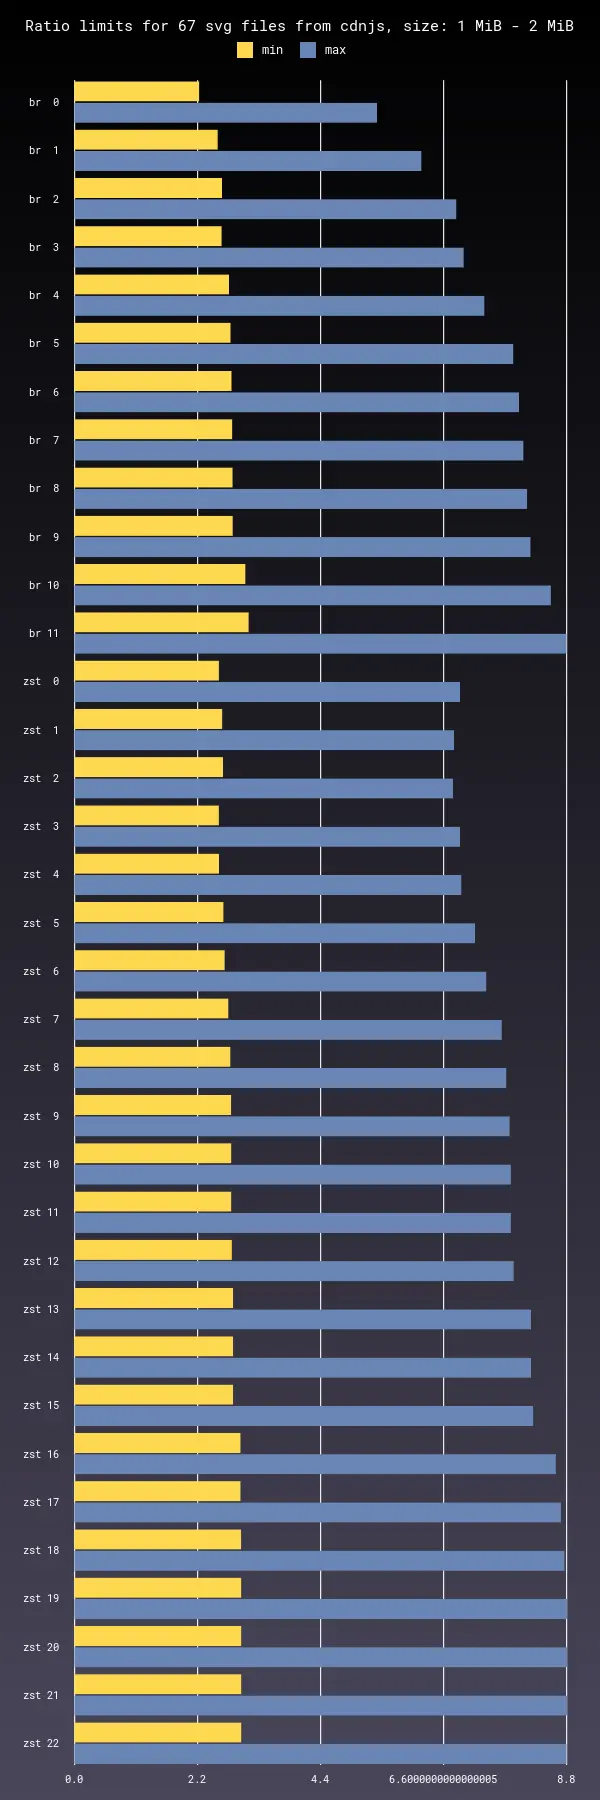 Ratio limits for 67 svg files from cdnjs, size: 1 MiB - 2 MiB
min max
br 0
br 1
br 2
br 3
br 4
br 5
br 6
br 7
br 8
br 9
br 10
br 11
zst 0
zst 1
zst 2
zst 3
zst 4
zst 5
zst 6
zst 7
zst 8
zst 9
zst 10
zst 11
zst 12
zst 13
zst 14
zst 15
zst 16
zst 17
zst 18
zst 19
zst 20
zst 21
zst 22
0.0 2.2 4.4 6.6000000000000005 8.8